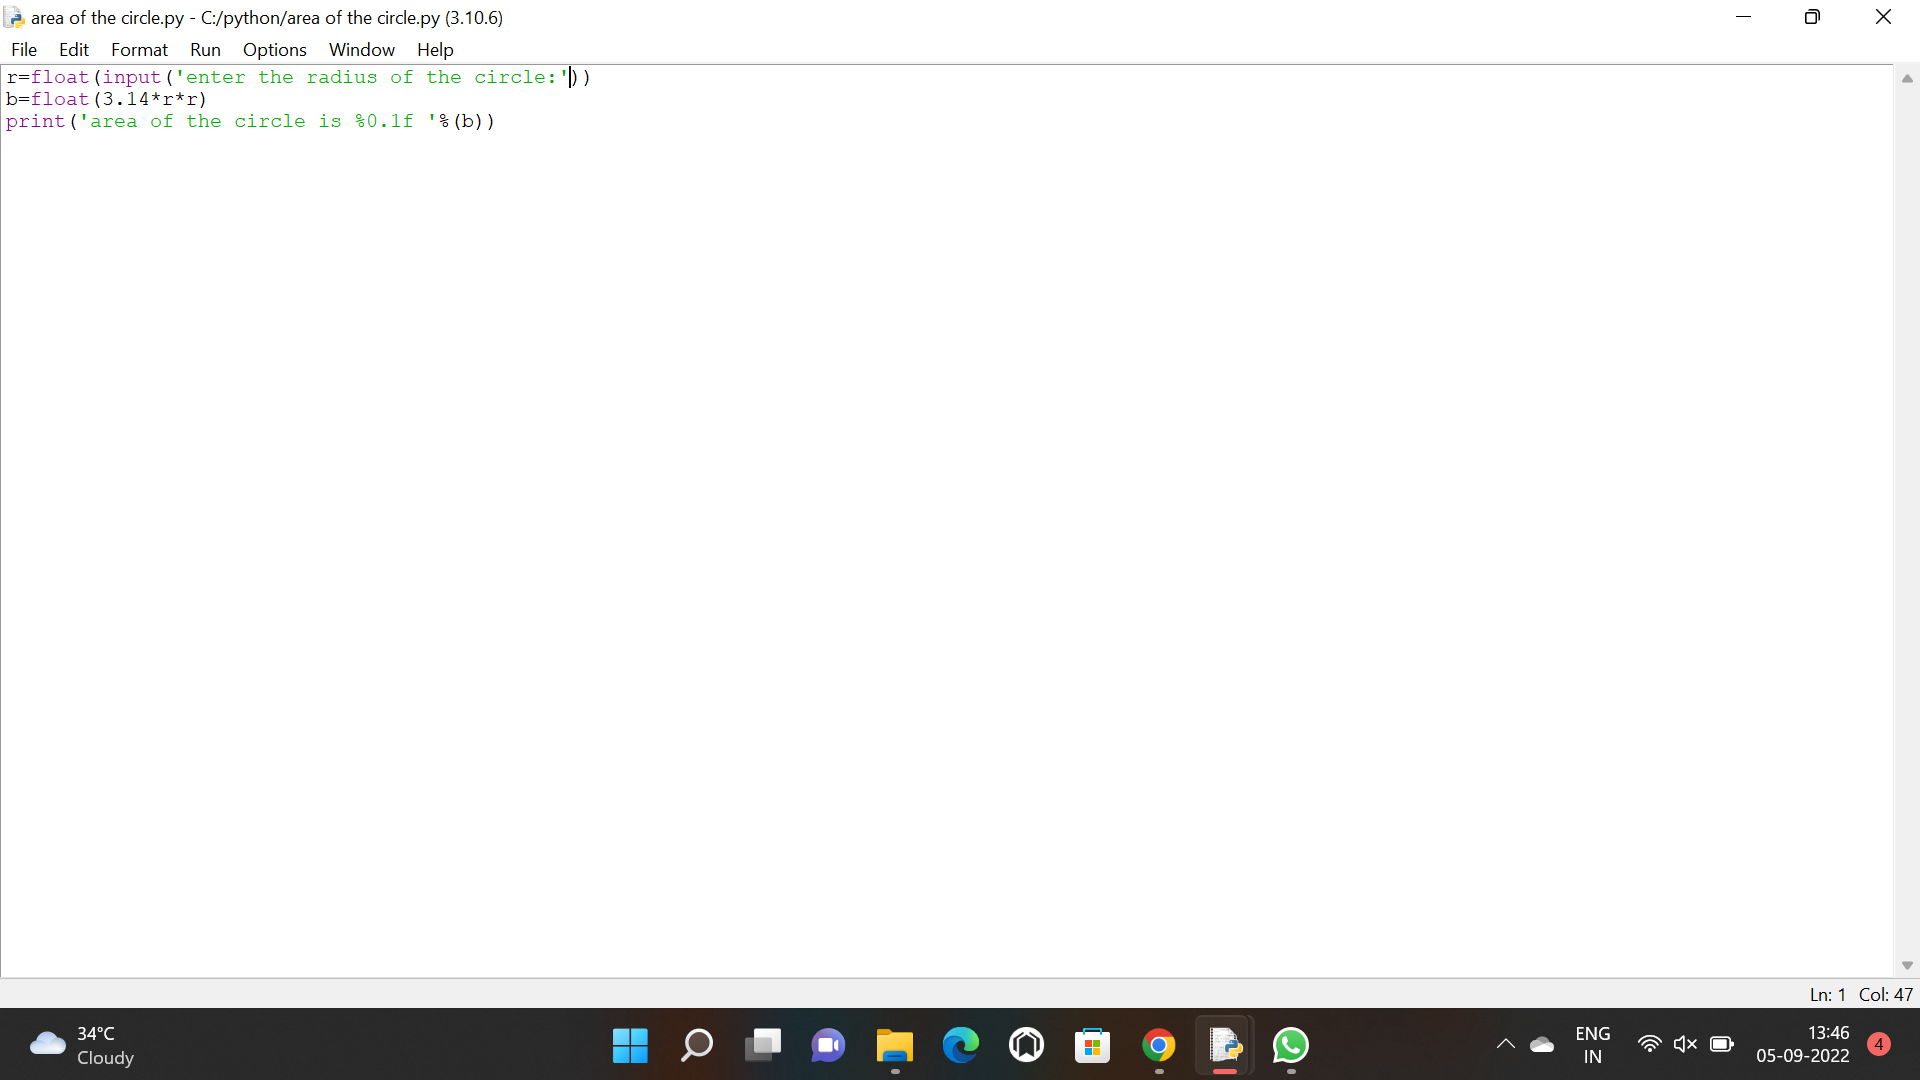 area of the circle.py - C:/python/area of the circle.py (3.10.6)
File Edit Format Run Options Window Help
r=float(input('enter the radius of the circle:'))
b=float(3.14*r*r)
print('area of the circle is %0.1f '%(b))
Ln: 1 Col: 47
34°C
Cloudy
ENG
IN
13:46
05-09-2022
4